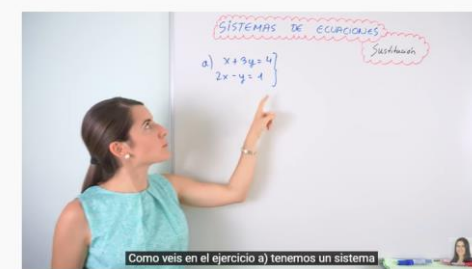 SISTEMAS DE ECUACIONES
Sustitución
a) x + 3y = 4
2x - y = 1
Como veis en el ejercicio a) tenemos un sistema